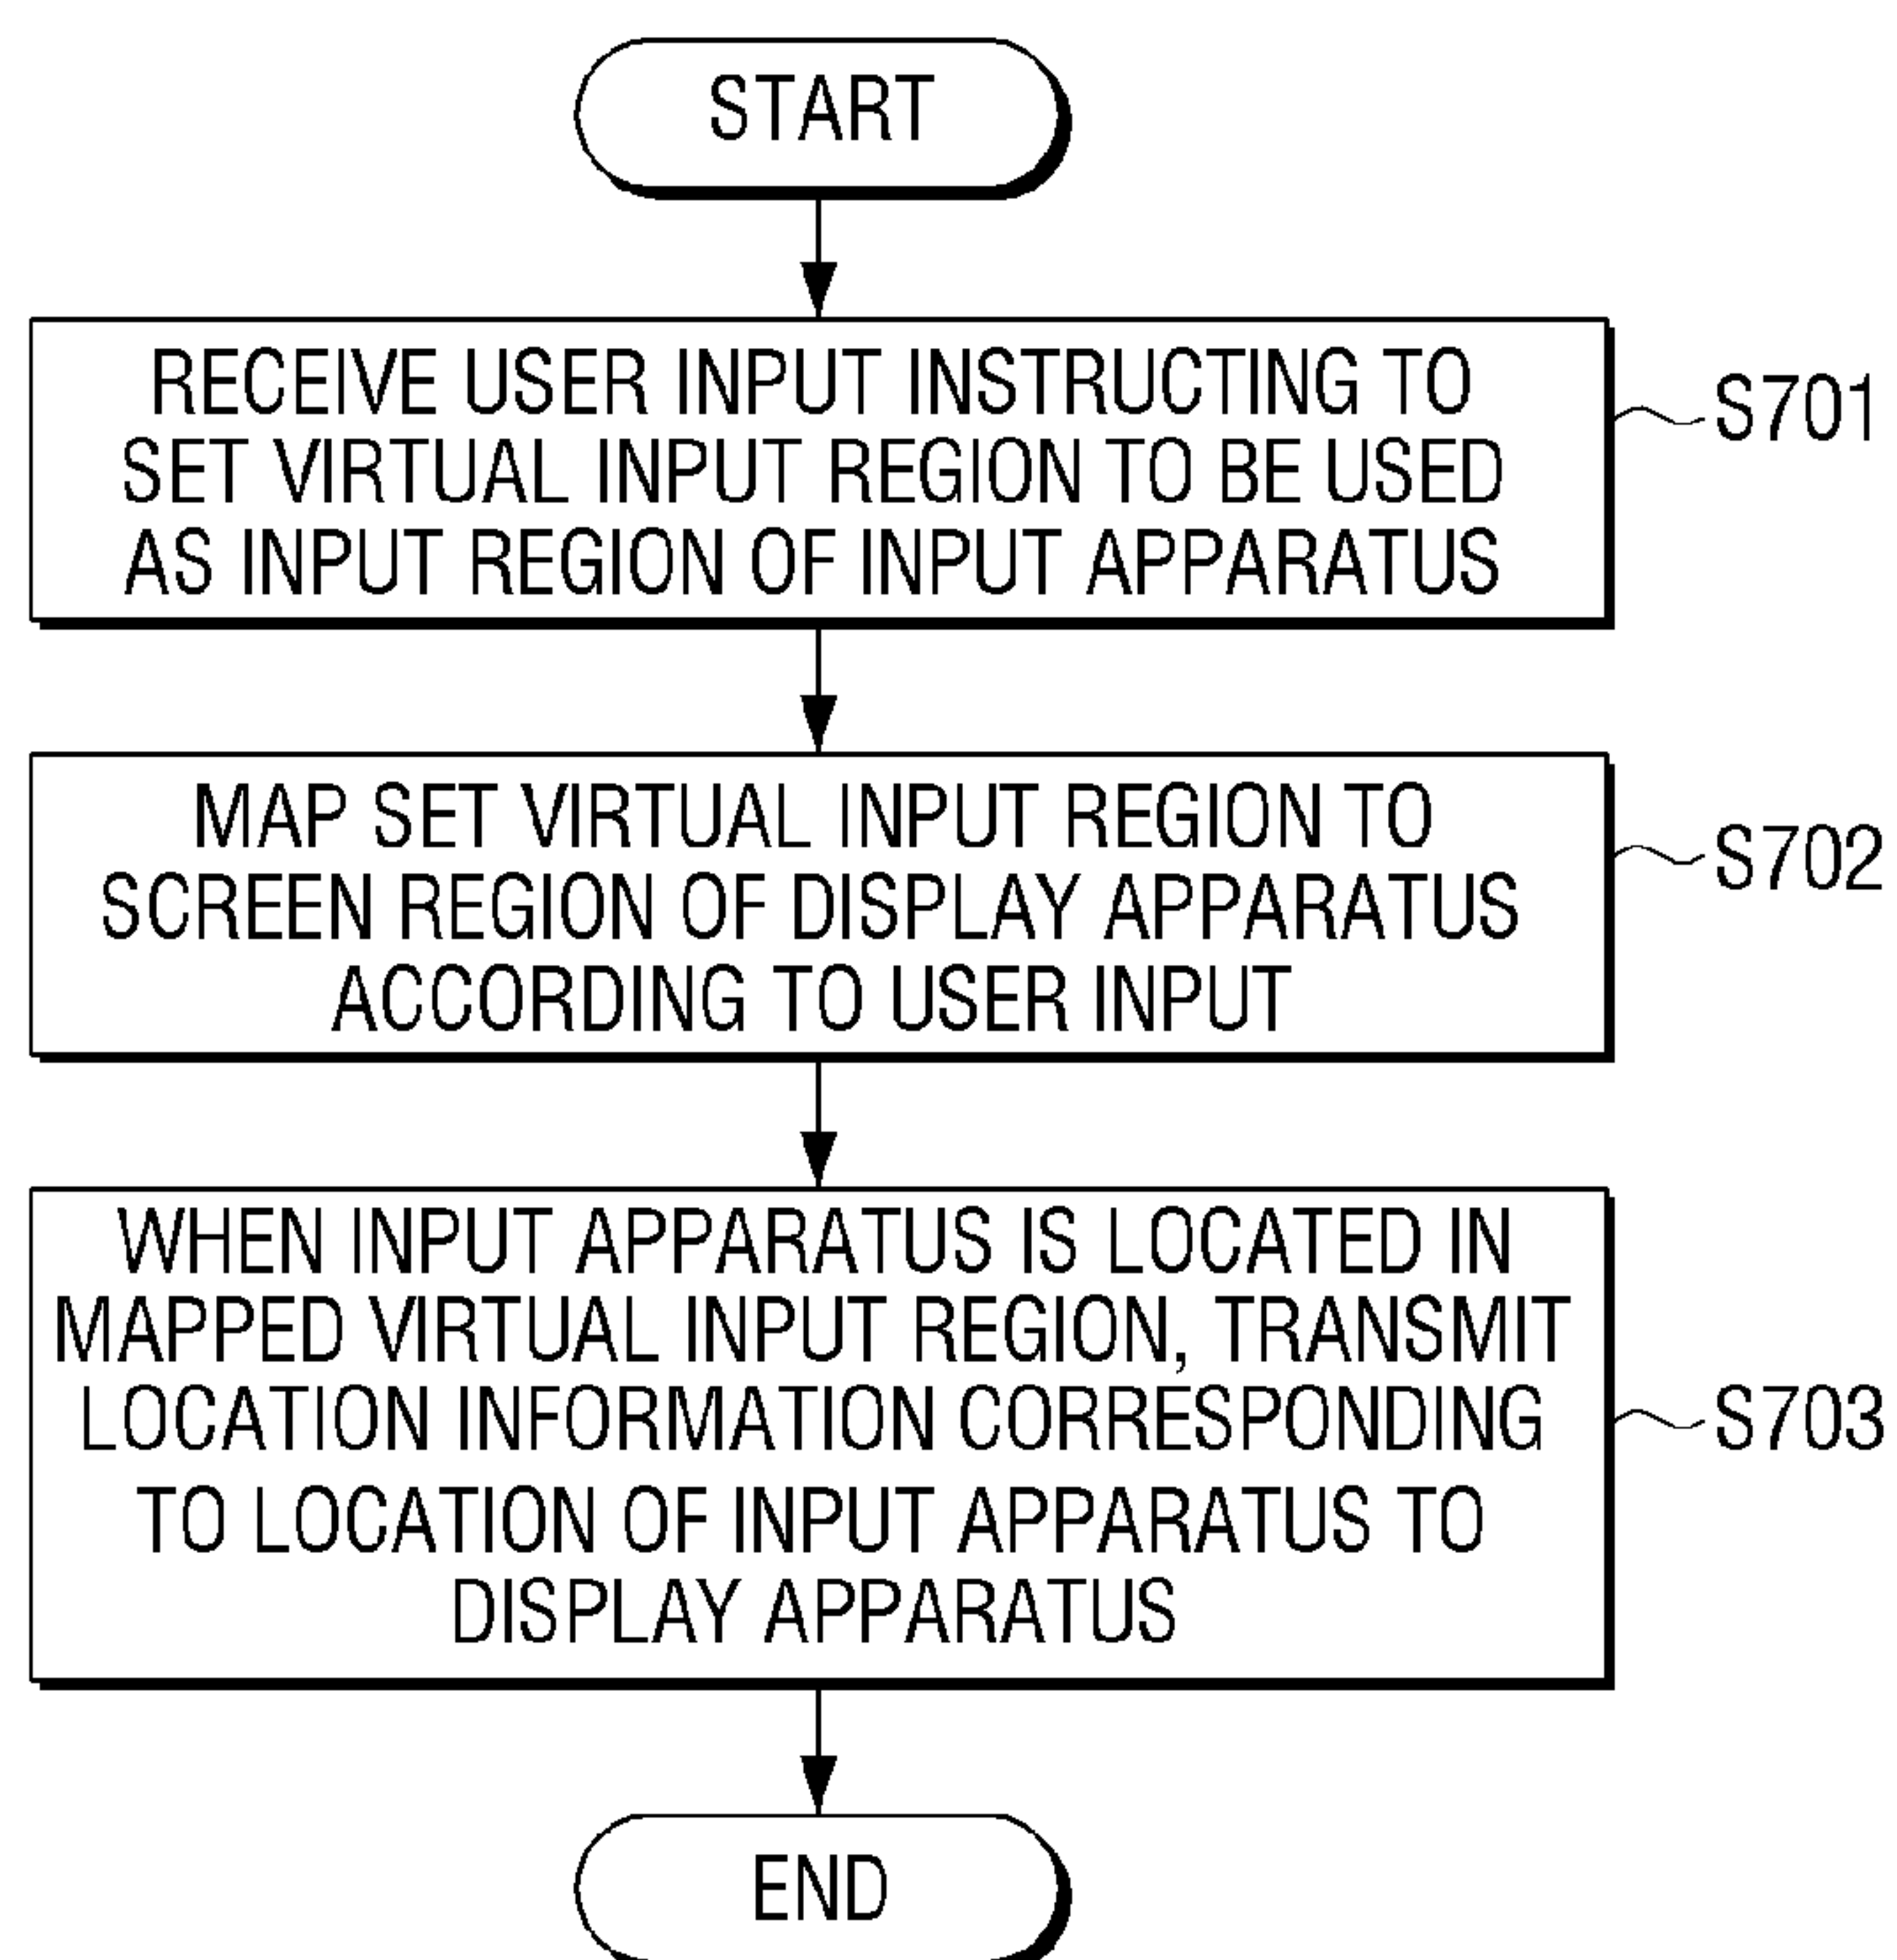 START
RECEIVE USER INPUT INSTRUCTING TO
SET VIRTUAL INPUT REGION TO BE USED
AS INPUT REGION OF INPUT APPARATUS
S701
MAP SET VIRTUAL INPUT REGION TO
SCREEN REGION OF DISPLAY APPARATUS
ACCORDING TO USER INPUT
S702
WHEN INPUT APPARATUS IS LOCATED IN
MAPPED VIRTUAL INPUT REGION, TRANSMIT
LOCATION INFORMATION CORRESPONDING
TO LOCATION OF INPUT APPARATUS TO
DISPLAY APPARATUS
S703
END